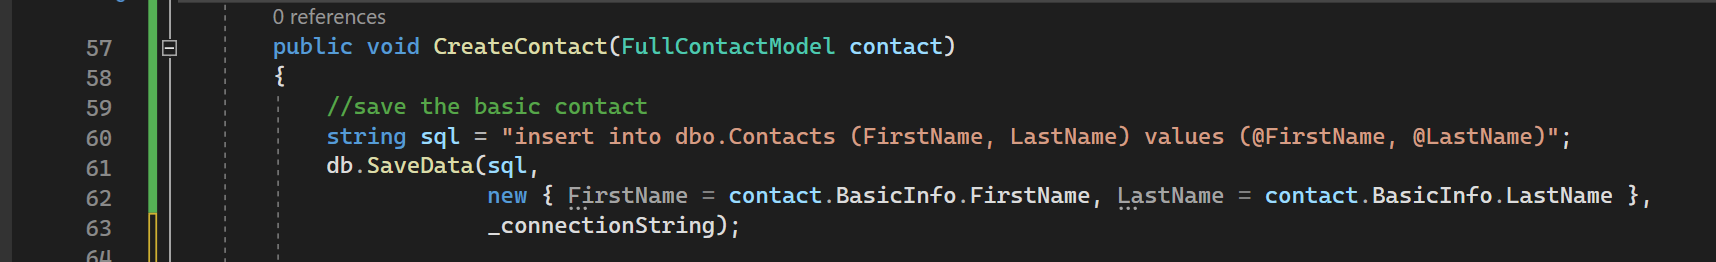 0 references
57 public void CreateContact(FullContactModel contact)
58 {
59 //save the basic contact
60 string sql = "insert into dbo.Contacts (FirstName, LastName) values (@FirstName, @LastName)";
61 db.SaveData(sql,
62 new { FirstName = contact.BasicInfo.FirstName, LastName = contact.BasicInfo.LastName },
63 _connectionString);
64